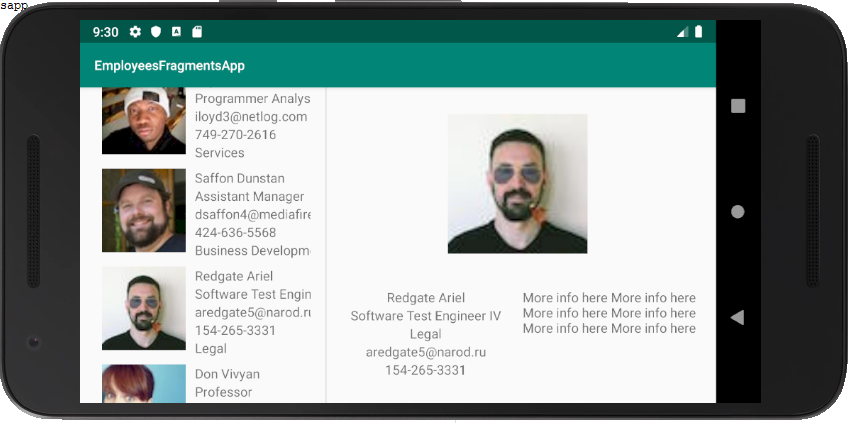 sapp
9:30
EmployeesFragmentsApp
Programmer Analys
iloyd3@netlog.com
749-270-2616
Services
Saffon Dunstan
Assistant Manager
dsaffon4@mediafire
424-636-5568
Business Developm
Redgate Ariel
Software Test Engin
aredgate5@narod.ru
154-265-3331
Legal
Don Vivyan
Professor
Redgate Ariel
Software Test Engineer IV
Legal
aredgate5@narod.ru
154-265-3331
More info here More info here
More info here More info here
More info here More info here